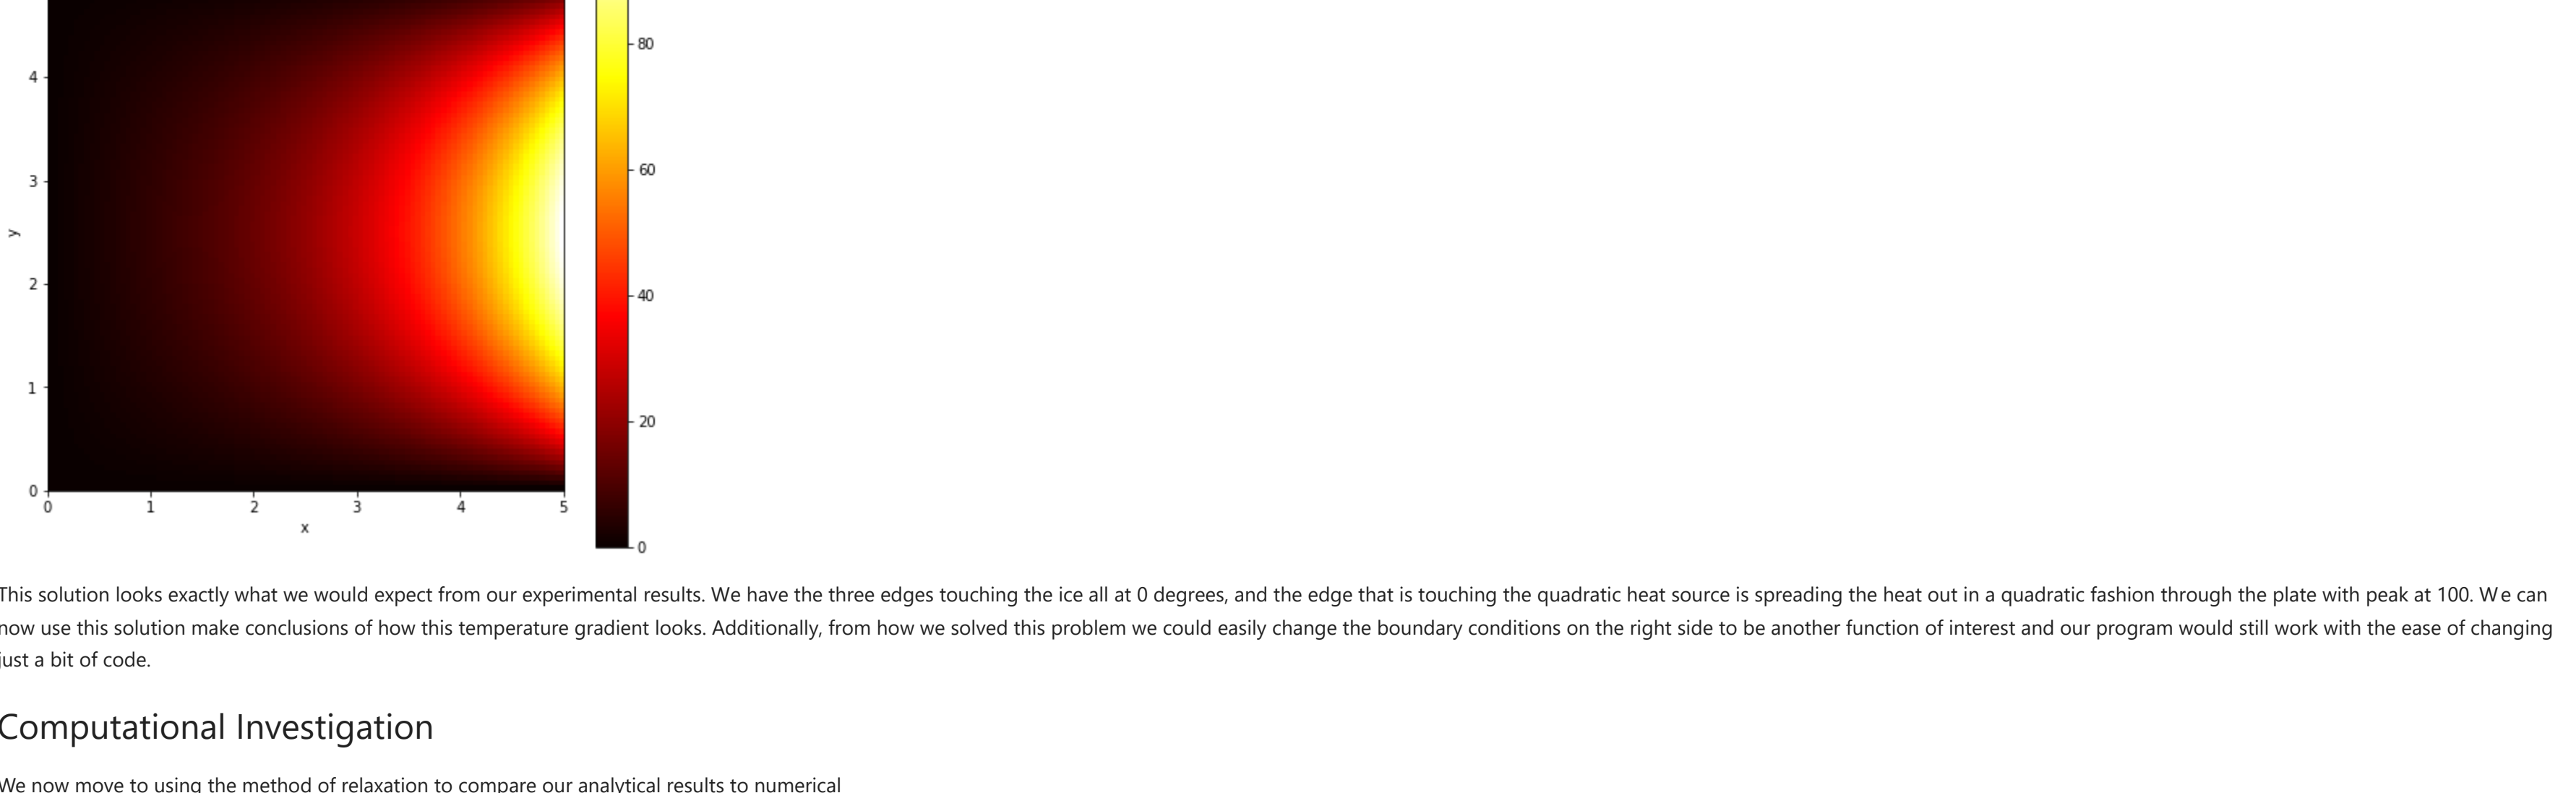 80
4
3
60
y
2
40
1
20
0
0 1 2 3 4 5
x
0
This solution looks exactly what we would expect from our experimental results. We have the three edges touching the ice all at 0 degrees, and the edge that is touching the quadratic heat source is spreading the heat out in a quadratic fashion through the plate with peak at 100. We can
now use this solution make conclusions of how this temperature gradient looks. Additionally, from how we solved this problem we could easily change the boundary conditions on the right side to be another function of interest and our program would still work with the ease of changing
just a bit of code.
Computational Investigation
We now move to using the method of relaxation to compare our analytical results to numerical